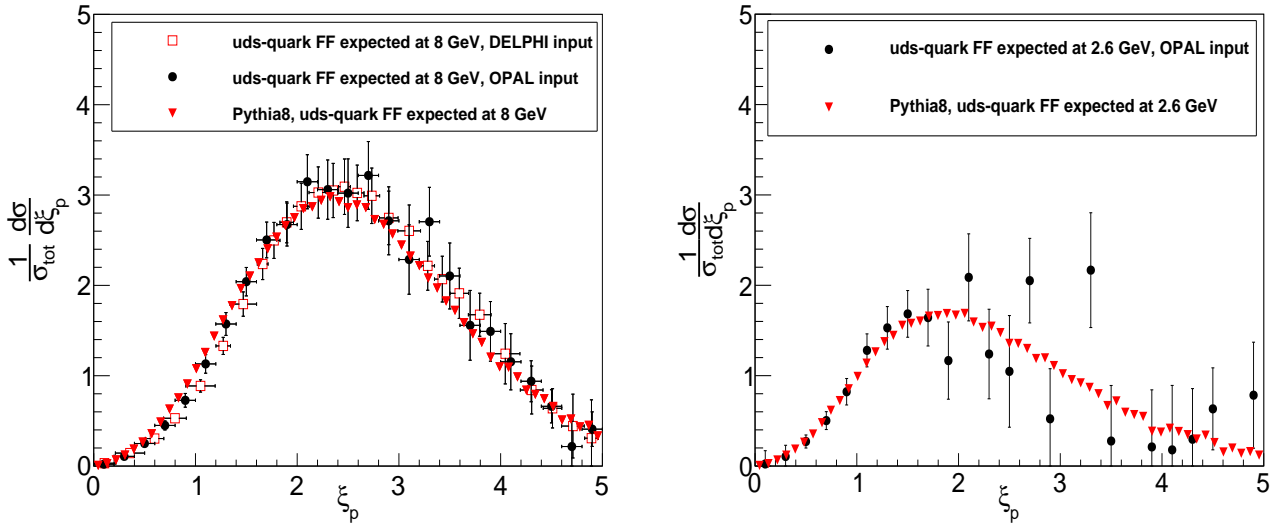 5
uds-quark FF expected at 8 GeV, DELPHI input
uds-quark FF expected at 8 GeV, OPAL input
Pythia8, uds-quark FF expected at 8 GeV
4
3
2
1
0
1/σtot dσ/dξp
0 1 2 3 4 5
ξp
5
uds-quark FF expected at 2.6 GeV, OPAL input
Pythia8, uds-quark FF expected at 2.6 GeV
4
3
2
1
0
1/σtot dσ/dξp
0 1 2 3 4 5
ξp